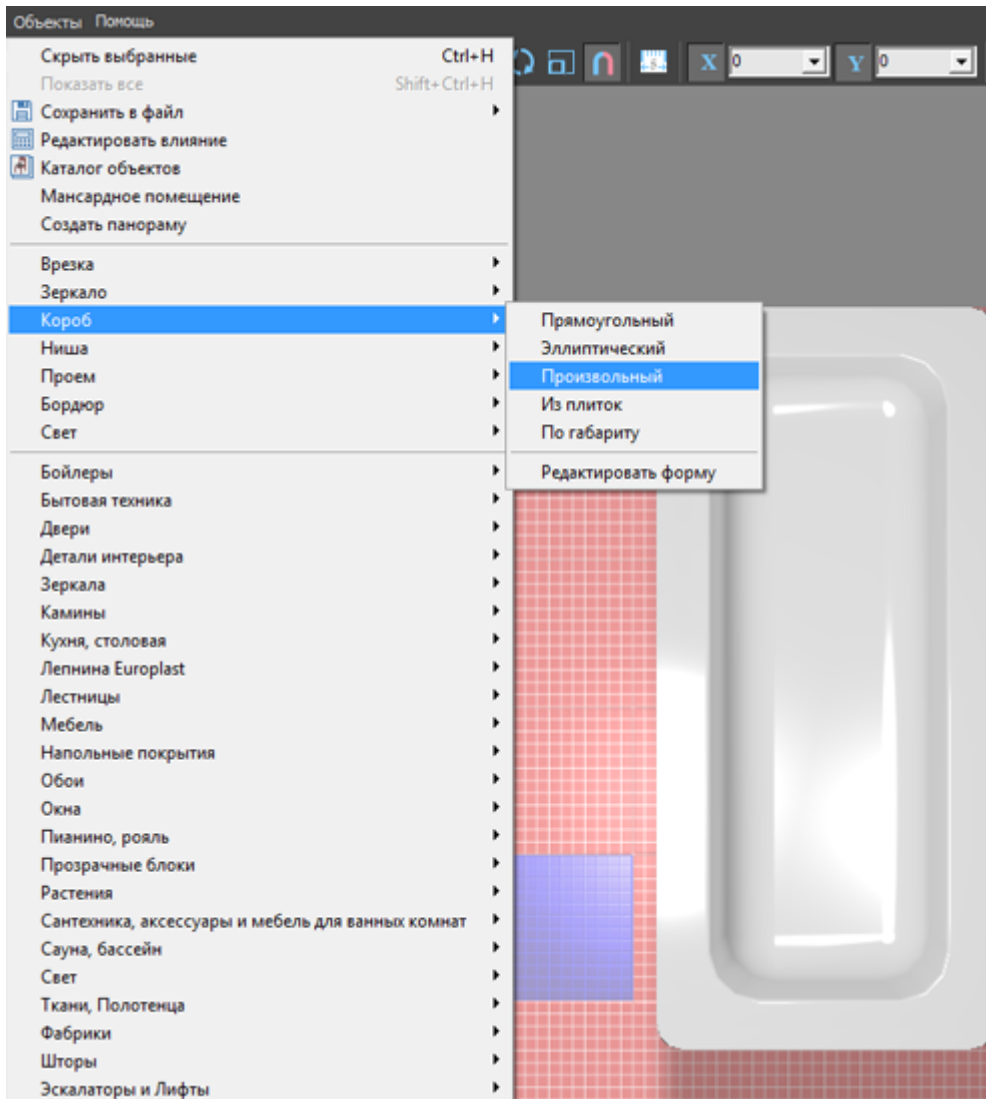 Объекты Помощь
Скрыть выбранные Ctrl+H
Показать все Shift+Ctrl+H
Сохранить в файл
Редактировать влияние
Каталог объектов
Мансардное помещение
Создать панораму
Врезка
Зеркало
Короб
Ниша
Проем
Бордюр
Свет
Бойлеры
Бытовая техника
Двери
Детали интерьера
Зеркала
Камины
Кухня, столовая
Лепнина Europlast
Лестницы
Мебель
Напольные покрытия
Обои
Окна
Пианино, рояль
Прозрачные блоки
Растения
Сантехника, аксессуары и мебель для ванных комнат
Сауна, бассейн
Свет
Ткани, Полотенца
Фабрики
Шторы
Эскалаторы и Лифты
Прямоугольный
Эллиптический
Произвольный
Из плиток
По габариту
Редактировать форму
X 0 Y 0